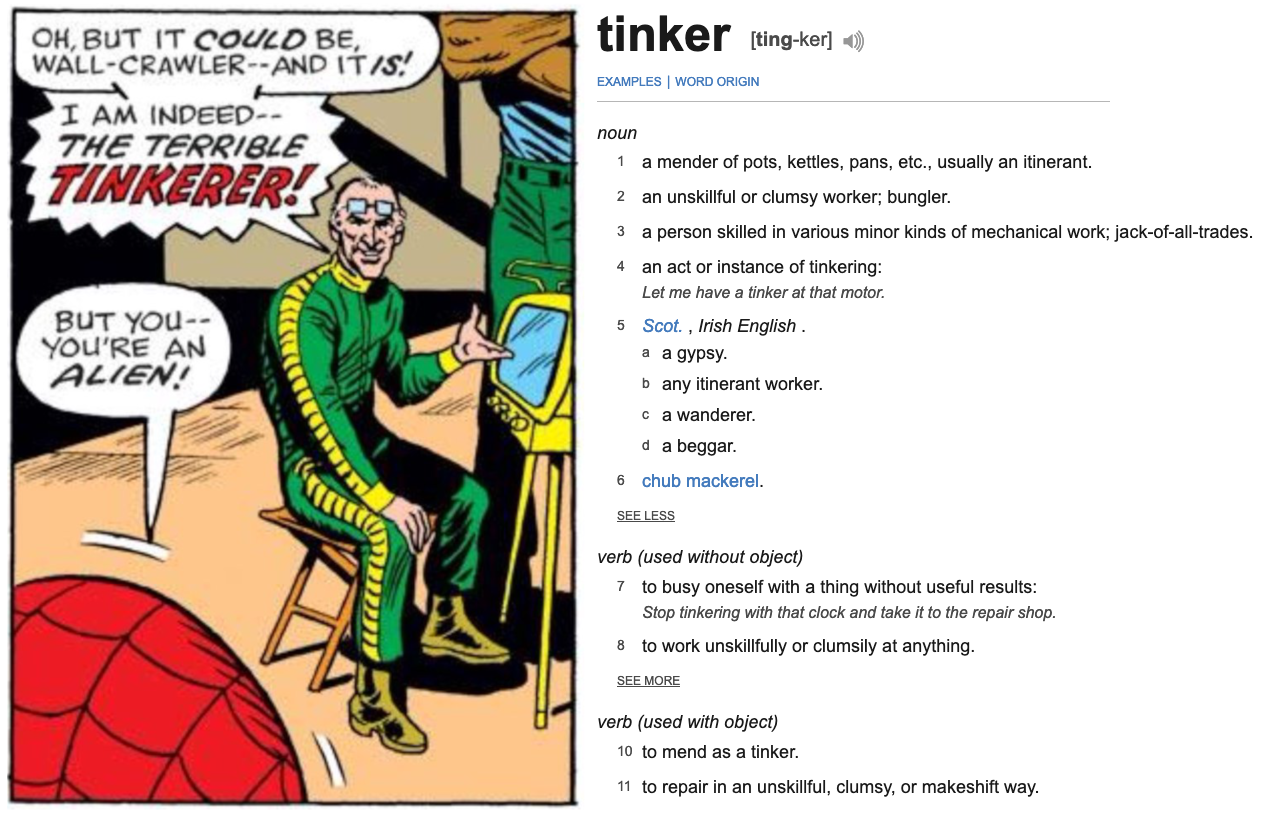 OH, BUT IT COULD BE,
WALL-CRAWLER--AND IT IS!
I AM INDEED--
THE TERRIBLE
TINKERER!
BUT YOU--
YOU'RE AN
ALIEN!
tinker [ting-ker]
EXAMPLES | WORD ORIGIN
noun
1 a mender of pots, kettles, pans, etc., usually an itinerant.
2 an unskillful or clumsy worker; bungler.
3 a person skilled in various minor kinds of mechanical work; jack-of-all-trades.
4 an act or instance of tinkering:
Let me have a tinker at that motor.
5 Scot. , Irish English .
a a gypsy.
b any itinerant worker.
c a wanderer.
d a beggar.
6 chub mackerel.
SEE LESS
verb (used without object)
7 to busy oneself with a thing without useful results:
Stop tinkering with that clock and take it to the repair shop.
8 to work unskillfully or clumsily at anything.
SEE MORE
verb (used with object)
10 to mend as a tinker.
11 to repair in an unskillful, clumsy, or makeshift way.